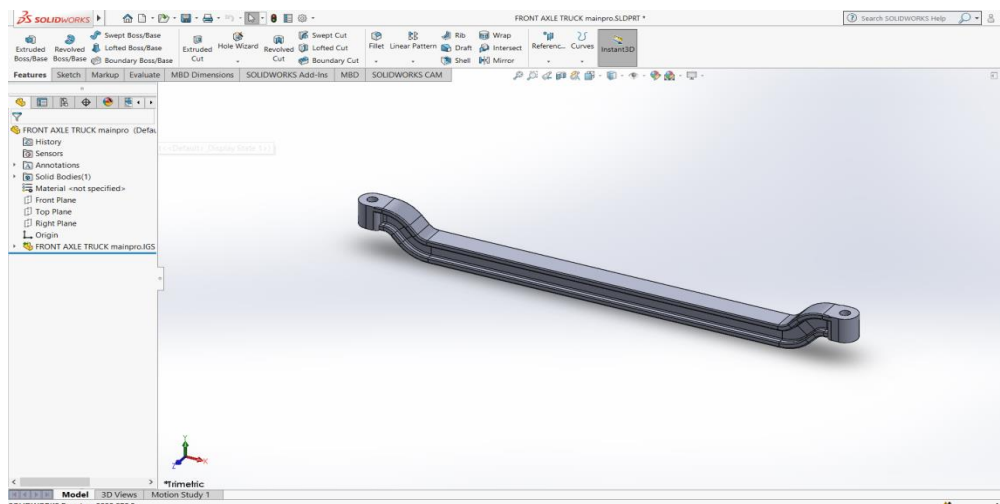 SOLIDWORKS
FRONT AXLE TRUCK mainpro.SLDPRT *
Search SOLIDWORKS Help
Extruded Boss/Base
Revolved Boss/Base
Swept Boss/Base
Lofted Boss/Base
Boundary Boss/Base
Extruded Cut
Hole Wizard
Revolved Cut
Swept Cut
Lofted Cut
Boundary Cut
Fillet
Linear Pattern
Rib
Draft
Shell
Wrap
Intersect
Mirror
Referenc...
Curves
Instant3D
Features Sketch Markup Evaluate MBD Dimensions SOLIDWORKS Add-Ins MBD SOLIDWORKS CAM
FRONT AXLE TRUCK mainpro (Defau
History
Sensors
Annotations
Solid Bodies(1)
Material <not specified>
Front Plane
Top Plane
Right Plane
Origin
FRONT AXLE TRUCK mainpro.IGS
*Trimetric
Model 3D Views Motion Study 1